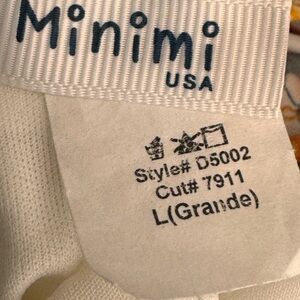 Minimi
USA
Style# D5002
Cut# 7911
L(Grande)